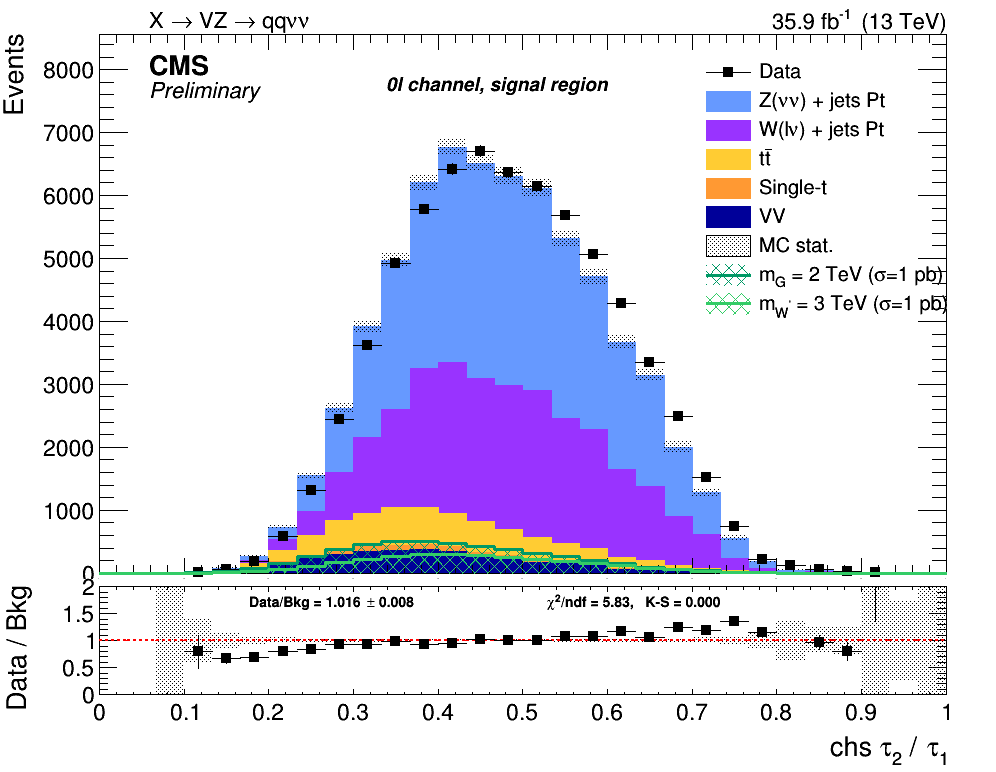 X → VZ → qqνν
35.9 fb⁻¹ (13 TeV)
Events
CMS
Preliminary
0l channel, signal region
Data
Z(νν) + jets Pt
W(lν) + jets Pt
tt̄
Single-t
VV
MC stat.
m_G = 2 TeV (σ=1 pb)
m_W' = 3 TeV (σ=1 pb)
8000
7000
6000
5000
4000
3000
2000
1000
0
Data / Bkg
2
1.5
1
0.5
0
Data/Bkg = 1.016 ± 0.008
χ²/ndf = 5.83, K-S = 0.000
0 0.1 0.2 0.3 0.4 0.5 0.6 0.7 0.8 0.9 1
chs τ₂ / τ₁